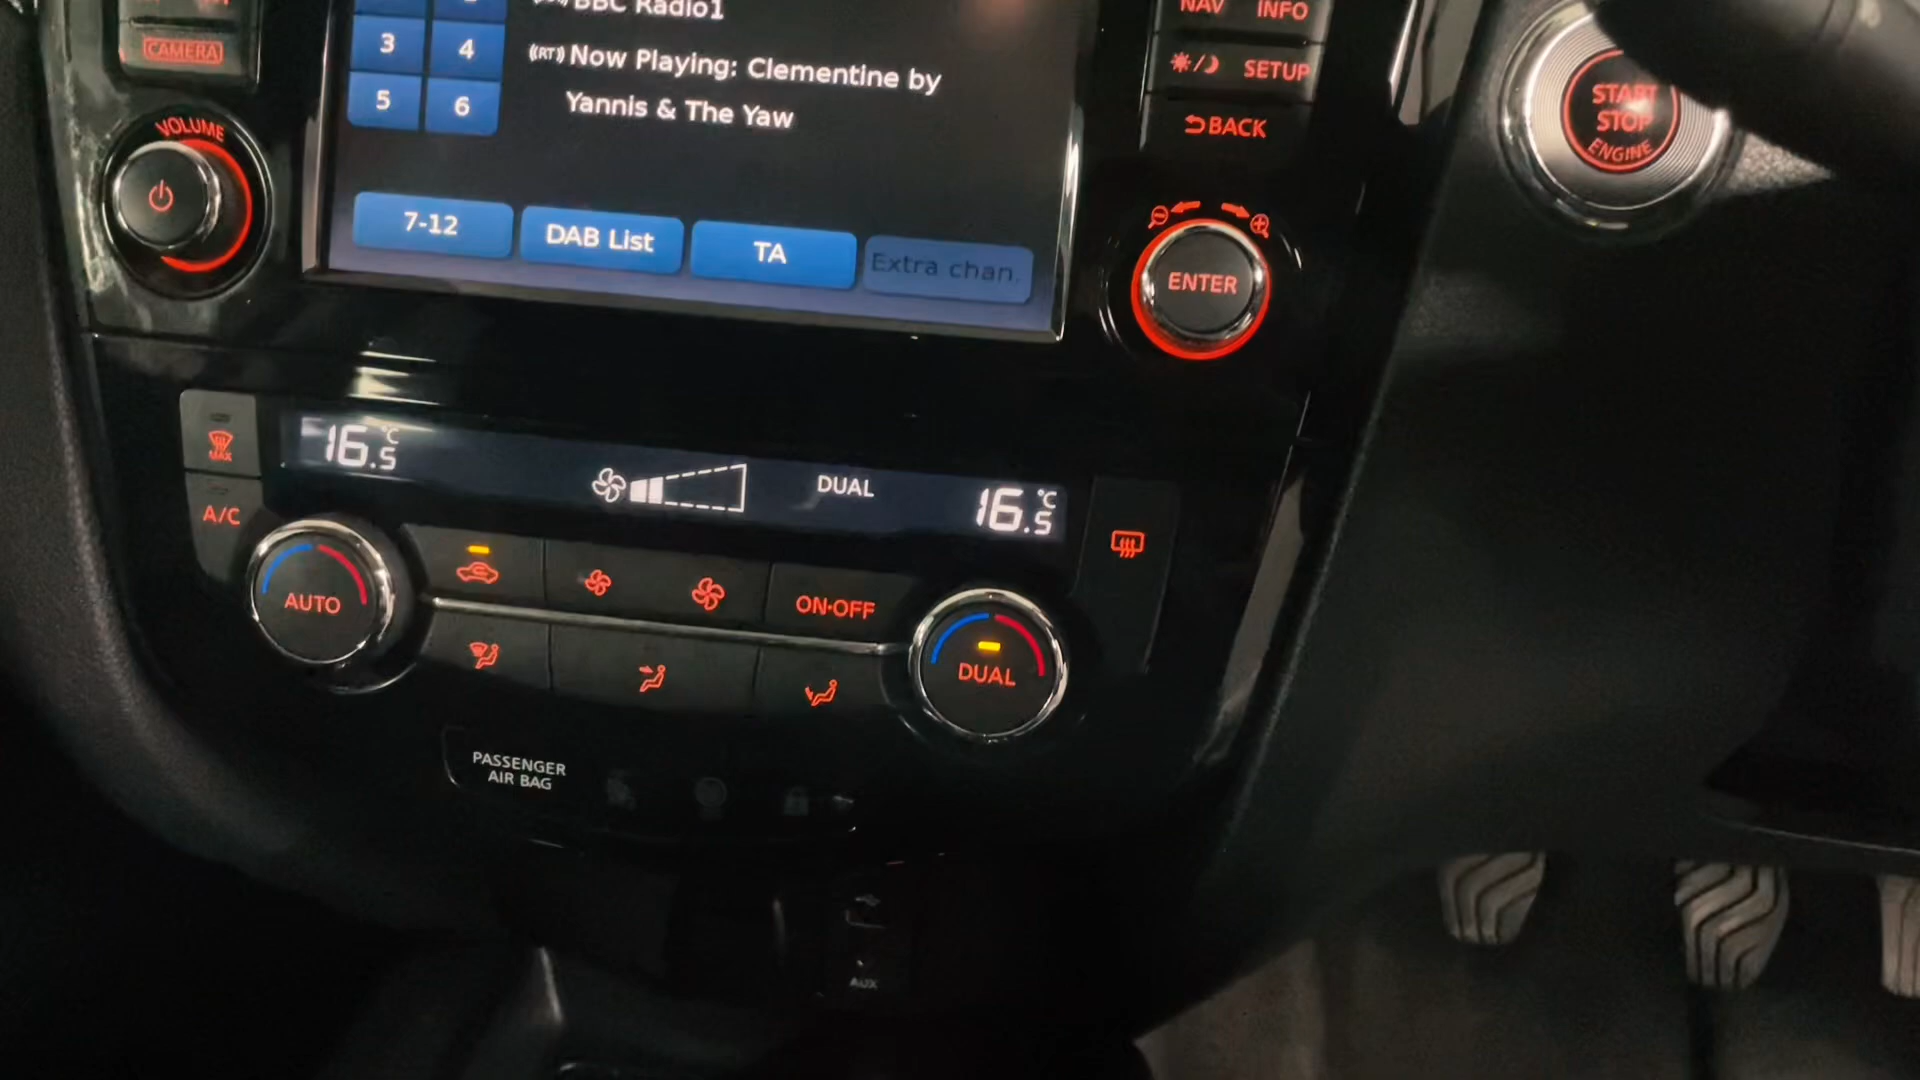 BBC Radio1
3
4
5
6
((RT)) Now Playing: Clementine by
Yannis & The Yaw
7-12
DAB List
TA
Extra chan.
CAMERA
VOLUME
NAV
INFO
SETUP
BACK
ENTER
START
STOP
ENGINE
16.5 °C
DUAL
16.5 °C
MAX
A/C
AUTO
ON·OFF
DUAL
PASSENGER
AIR BAG
AUX